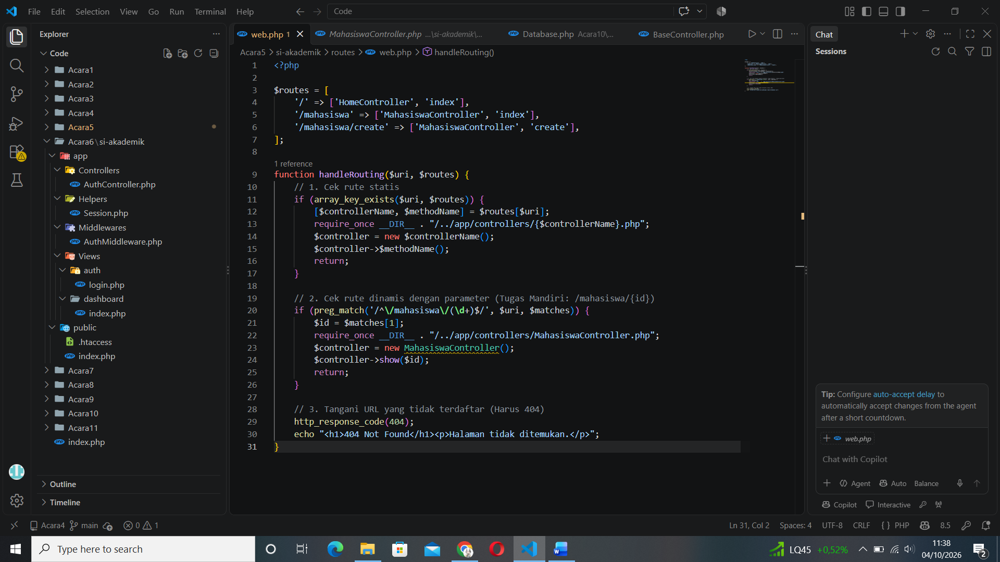 File Edit Selection View Go Run Terminal Help
Code
Explorer
Code
Acara1
Acara2
Acara3
Acara4
Acara5
Acara6\si-akademik
app
Controllers
AuthController.php
Helpers
Session.php
Middlewares
AuthMiddleware.php
Views
auth
login.php
dashboard
index.php
public
.htaccess
index.php
Acara7
Acara8
Acara9
Acara10
Acara11
index.php
Outline
Timeline
web.php 1
MahasiswaController.php ...\si-akademik\...
Database.php Acara10\...
BaseController.php
Acara5 > si-akademik > routes > web.php > handleRouting()
1 <?php
2
3 $routes = [
4     '/' => ['HomeController', 'index'],
5     '/mahasiswa' => ['MahasiswaController', 'index'],
6     '/mahasiswa/create' => ['MahasiswaController', 'create'],
7 ];
8
1 reference
9 function handleRouting($uri, $routes) {
10     // 1. Cek rute statis
11     if (array_key_exists($uri, $routes)) {
12         [$controllerName, $methodName] = $routes[$uri];
13         require_once __DIR__ . "/../app/controllers/{$controllerName}.php";
14         $controller = new $controllerName();
15         $controller->$methodName();
16         return;
17     }
18
19     // 2. Cek rute dinamis dengan parameter (Tugas Mandiri: /mahasiswa/{id})
20     if (preg_match('/^\/mahasiswa\/(\d+)$/', $uri, $matches)) {
21         $id = $matches[1];
22         require_once __DIR__ . "/../app/controllers/MahasiswaController.php";
23         $controller = new MahasiswaController();
24         $controller->show($id);
25         return;
26     }
27
28     // 3. Tangani URL yang tidak terdaftar (Harus 404)
29     http_response_code(404);
30     echo "<h1>404 Not Found</h1><p>Halaman tidak ditemukan.</p>";
31 }
Chat
Sessions
Tip: Configure auto-accept delay to
automatically accept changes from the agent
after a short countdown.
web.php
Chat with Copilot
Agent Auto Balance
Copilot Interactive
Acara4 main 0 1
Ln 31, Col 2 Spaces: 4 UTF-8 CRLF { } PHP 8.5
Type here to search
LQ45 +0,52%
11:38
04/10/2026
2